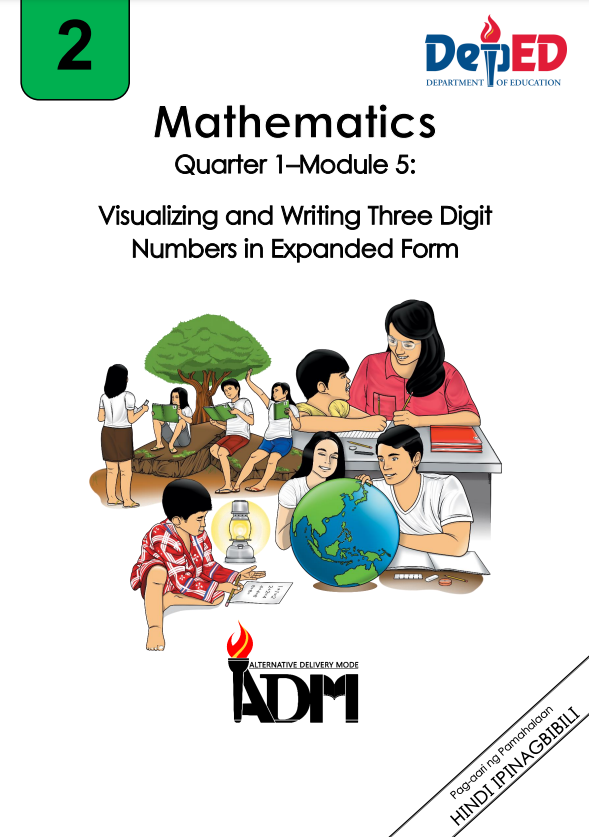 2
DepED
DEPARTMENT OF EDUCATION
Mathematics
Quarter 1–Module 5:
Visualizing and Writing Three Digit
Numbers in Expanded Form
ALTERNATIVE DELIVERY MODE
ADM
Pag-aari ng Pamahalaan
HINDI IPINAGBIBILI